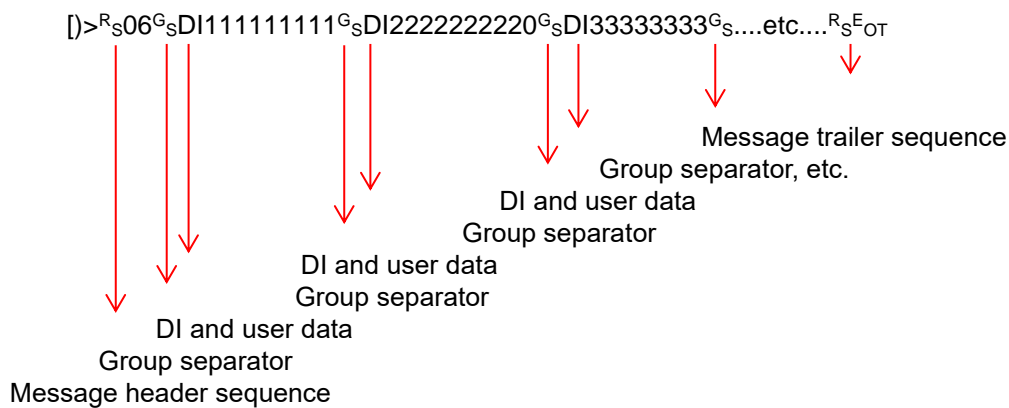 [)>RS06GSDI1111111111GSDI2222222220GSDI33333333GS....etc....RSEOT
Message trailer sequence
Group separator, etc.
DI and user data
Group separator
DI and user data
Group separator
DI and user data
Group separator
Message header sequence